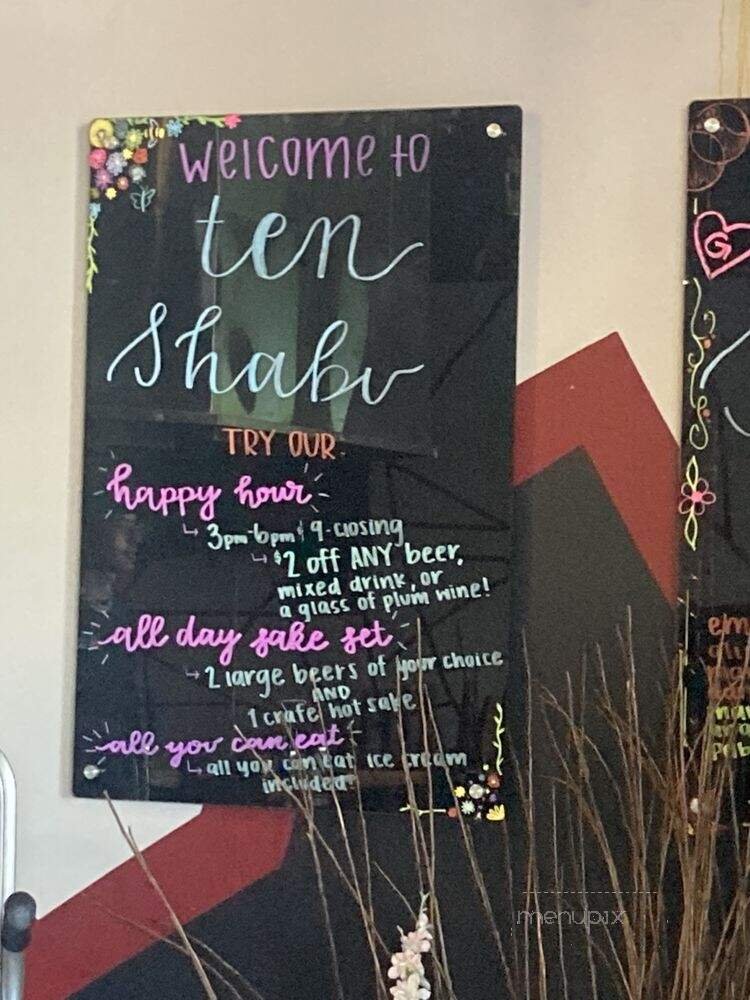 welcome to
ten
Shabu
TRY OUR
happy hour
3pm-6pm & 9-closing
$2 off ANY beer,
mixed drink, or
a glass of plum wine!
all day sake set
2 large beers of your choice
AND
1 crafe hot sake
all you can eat
all you can eat ice cream
included!
G
menupix